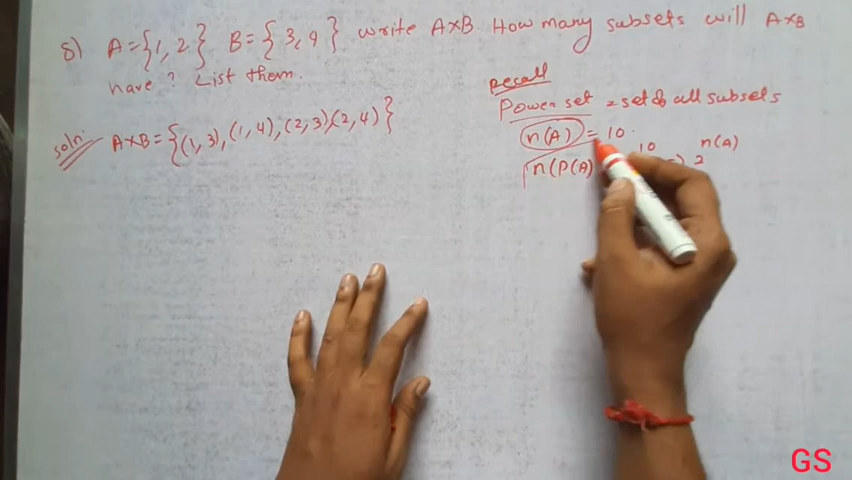 8) A={1,2} B={3,4} write A×B. How many subsets will A×B
have? List them.
soln: A×B={(1,3),(1,4),(2,3),(2,4)}
recall
Power set = set of all subsets
n(A) = 10.
n(P(A) 10 => 2^n(A)
GS